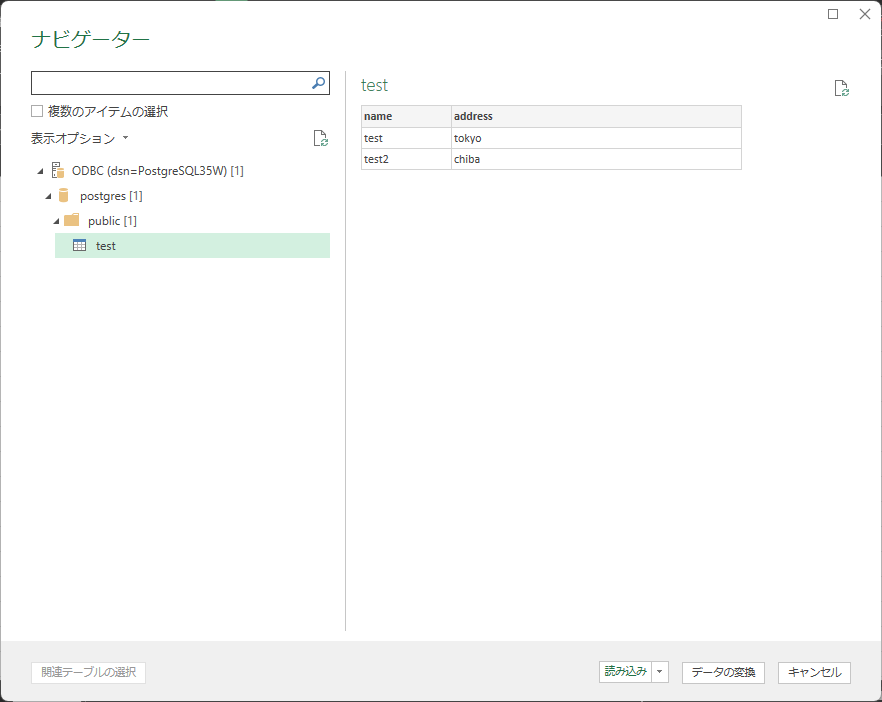 ナビゲーター
複数のアイテムの選択
表示オプション
ODBC (dsn=PostgreSQL35W) [1]
postgres [1]
public [1]
test
test
name address
test tokyo
test2 chiba
関連テーブルの選択
読み込み データの変換 キャンセル